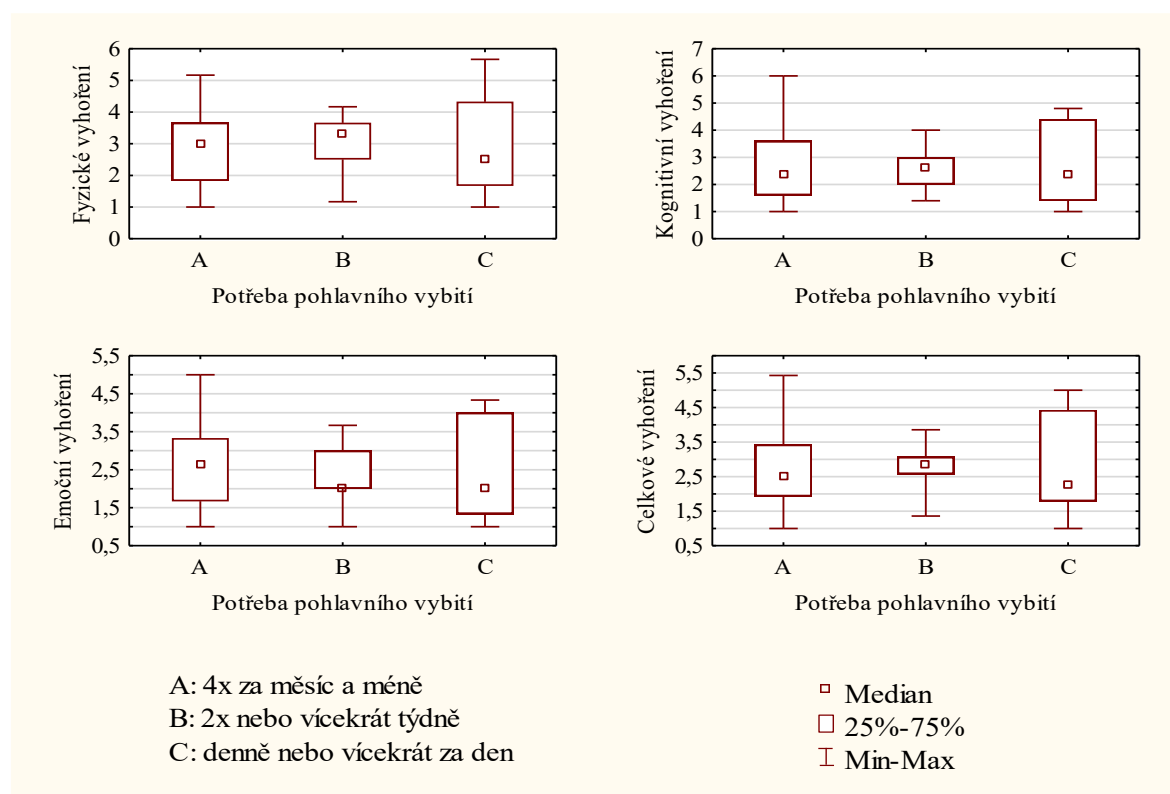 Fyzické vyhoření
6
5
4
3
2
1
0
A B C
Potřeba pohlavního vybití
Kognitivní vyhoření
7
6
5
4
3
2
1
0
A B C
Potřeba pohlavního vybití
Emoční vyhoření
5,5
4,5
3,5
2,5
1,5
0,5
A B C
Potřeba pohlavního vybití
Celkové vyhoření
5,5
4,5
3,5
2,5
1,5
0,5
A B C
Potřeba pohlavního vybití
A: 4x za měsíc a méně
B: 2x nebo vícekrát týdně
C: denně nebo vícekrát za den
Median
25%-75%
Min-Max